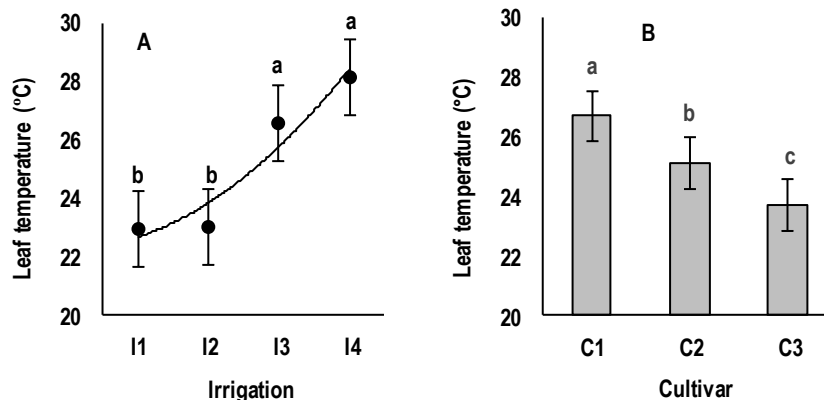 A
Leaf temperature (°C)
30
28
26
24
22
20
b
b
a
a
I1
I2
I3
I4
Irrigation
B
Leaf temperature (°C)
30
28
26
24
22
20
a
b
c
C1
C2
C3
Cultivar